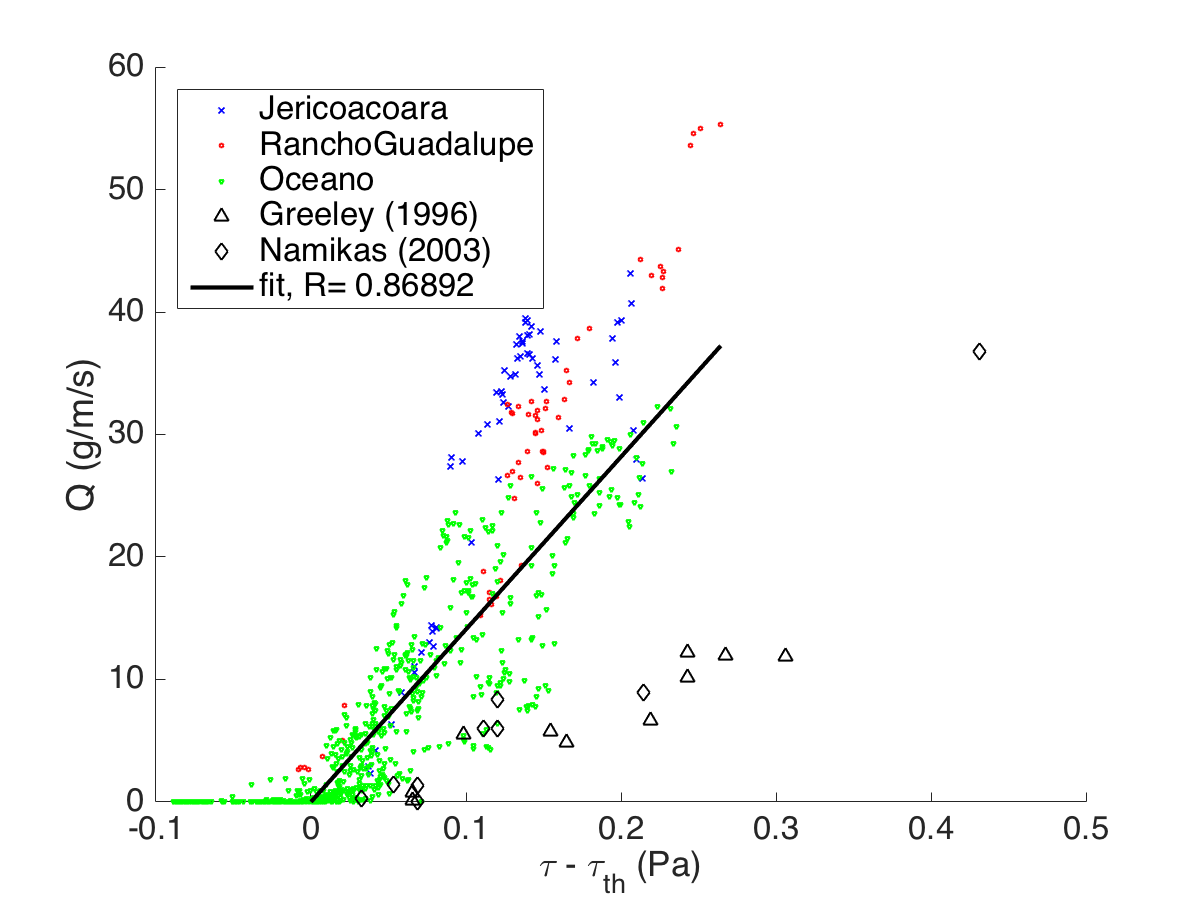 60
50
40
30
20
10
0
Q (g/m/s)
Jericoacoara
RanchoGuadalupe
Oceano
Greeley (1996)
Namikas (2003)
fit, R= 0.86892
-0.1 0 0.1 0.2 0.3 0.4 0.5
τ - τth (Pa)